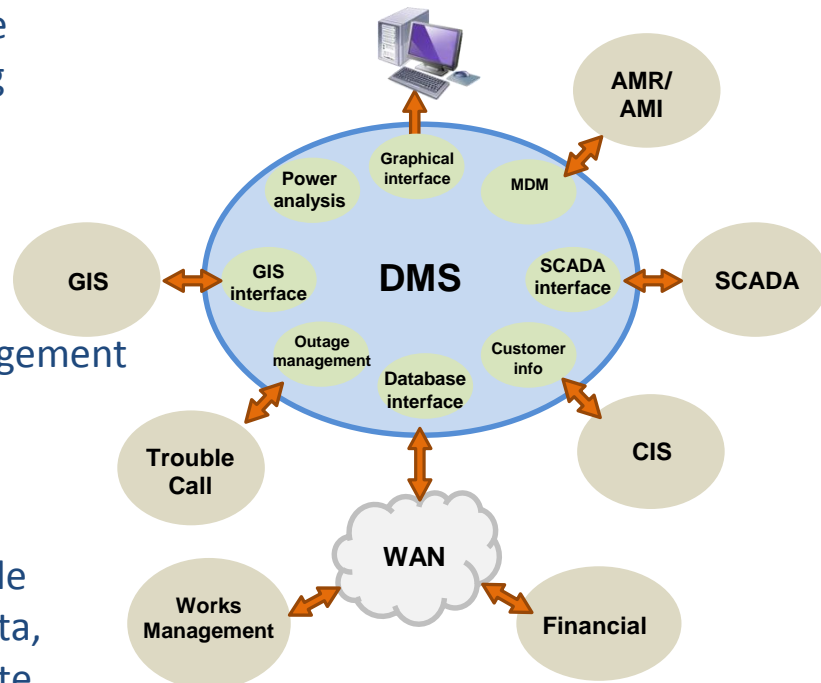 e
g
gement
le
ta,
te
AMR/
AMI
Graphical
interface
Power
analysis
MDM
GIS
GIS
interface
DMS
SCADA
interface
SCADA
Outage
management
Customer
info
Database
interface
Trouble
Call
CIS
WAN
Works
Management
Financial